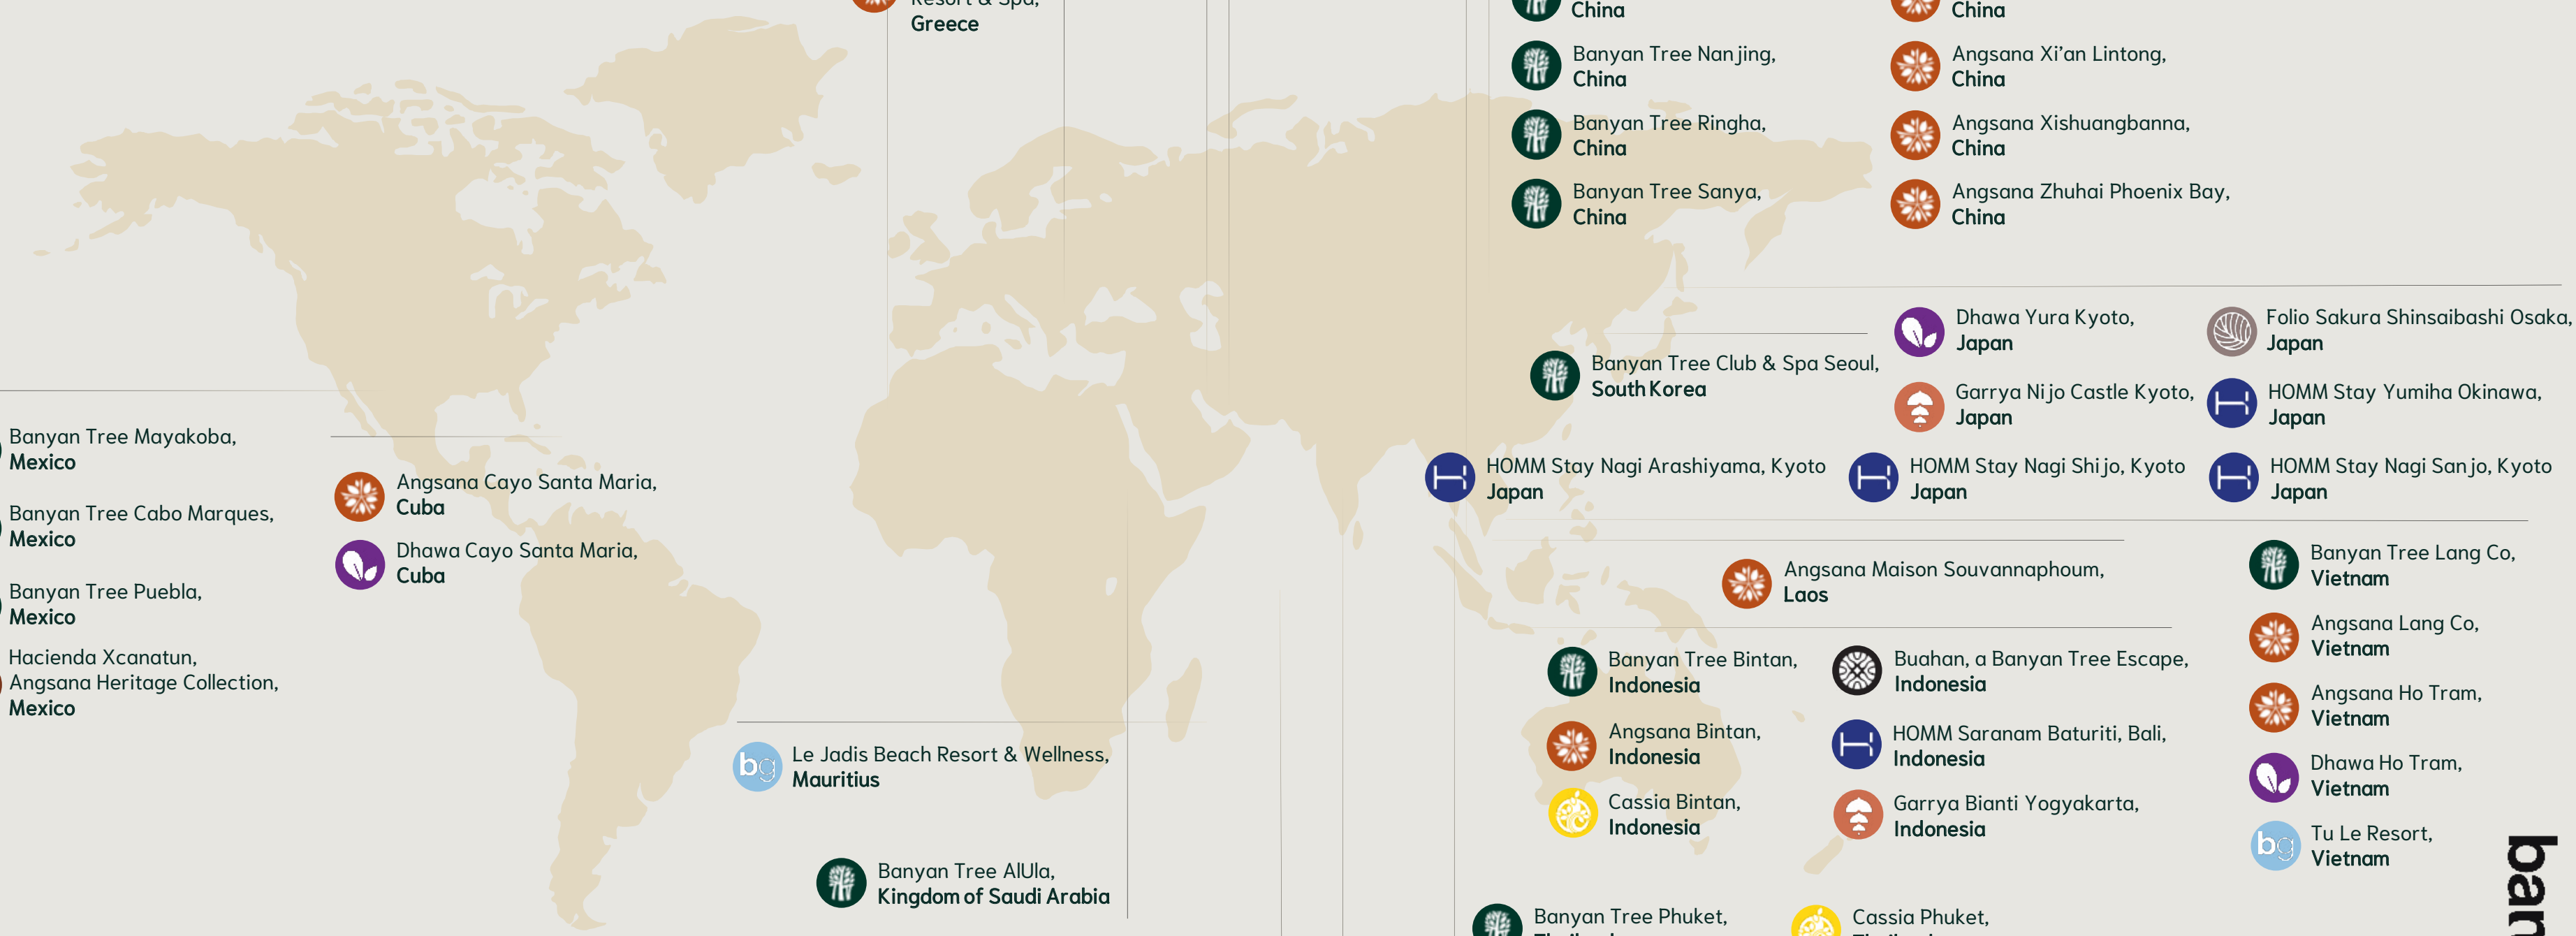 Resort & Spa,
Greece
China
China
Banyan Tree Nanjing,
China
Angsana Xi'an Lintong,
China
Banyan Tree Ringha,
China
Angsana Xishuangbanna,
China
Banyan Tree Sanya,
China
Angsana Zhuhai Phoenix Bay,
China
Banyan Tree Club & Spa Seoul,
South Korea
Dhawa Yura Kyoto,
Japan
Folio Sakura Shinsaibashi Osaka,
Japan
Garrya Nijo Castle Kyoto,
Japan
HOMM Stay Yumiha Okinawa,
Japan
HOMM Stay Nagi Arashiyama, Kyoto
Japan
HOMM Stay Nagi Shijo, Kyoto
Japan
HOMM Stay Nagi Sanjo, Kyoto
Japan
Banyan Tree Mayakoba,
Mexico
Banyan Tree Cabo Marques,
Mexico
Banyan Tree Puebla,
Mexico
Hacienda Xcanatun,
Angsana Heritage Collection,
Mexico
Angsana Cayo Santa Maria,
Cuba
Dhawa Cayo Santa Maria,
Cuba
bg
Le Jadis Beach Resort & Wellness,
Mauritius
Banyan Tree AlUla,
Kingdom of Saudi Arabia
Angsana Maison Souvannaphoum,
Laos
Banyan Tree Bintan,
Indonesia
Buahan, a Banyan Tree Escape,
Indonesia
Angsana Bintan,
Indonesia
HOMM Saranam Baturiti, Bali,
Indonesia
Cassia Bintan,
Indonesia
Garrya Bianti Yogyakarta,
Indonesia
Banyan Tree Lang Co,
Vietnam
Angsana Lang Co,
Vietnam
Angsana Ho Tram,
Vietnam
Dhawa Ho Tram,
Vietnam
bg
Tu Le Resort,
Vietnam
Banyan Tree Phuket,
Cassia Phuket,
ban